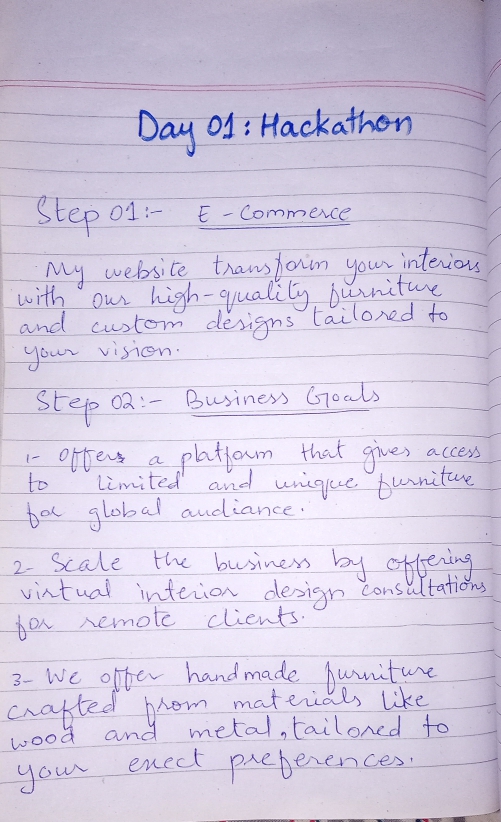 Day 01: Hackathon
Step 01:- E-Commerce
My website transform your interiors
with our high-quality furniture
and custom designs tailored to
your vision.
Step 02:- Business Goals
1- Offers a platform that gives access
to limited and unique furniture
for global audiance.
2- Scale the business by offering
virtual interior design consultations
for remote clients.
3- We offer handmade furniture
crafted from materials like
wood and metal, tailored to
your exect preferences.